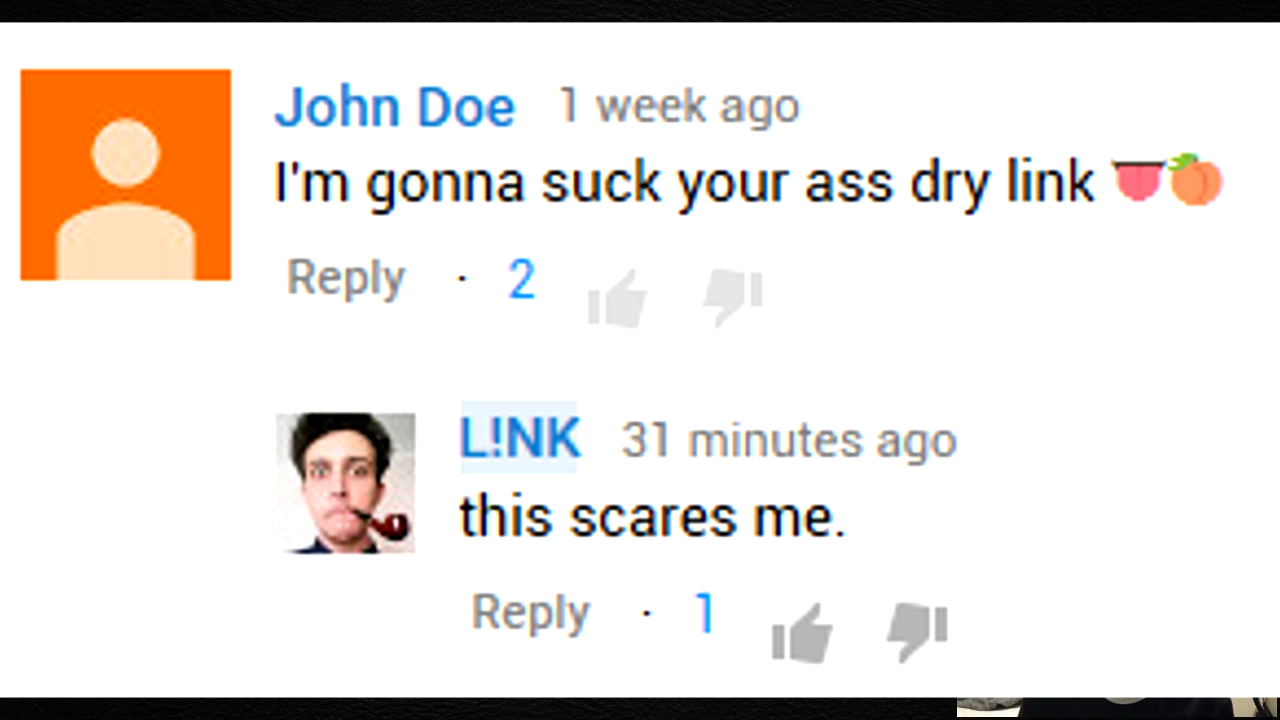 John Doe 1 week ago
I'm gonna suck your ass dry link 👅🍑
Reply · 2
L!NK 31 minutes ago
this scares me.
Reply · 1